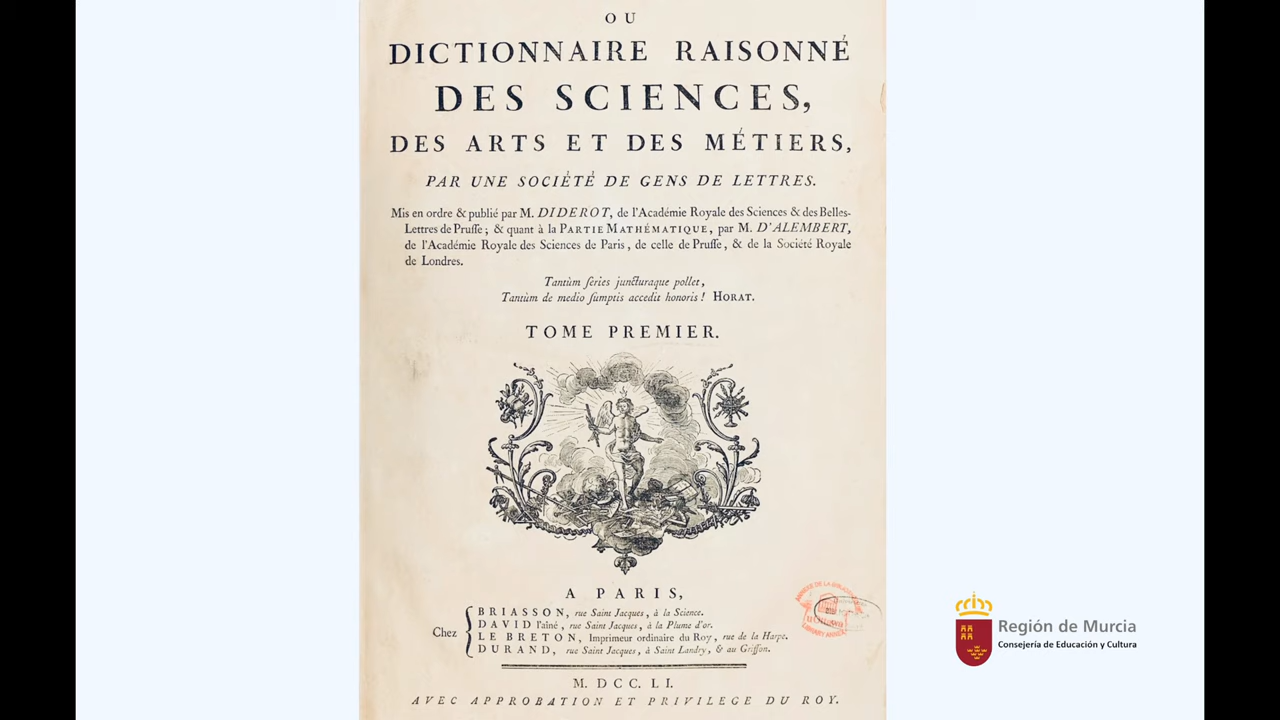 OU
DICTIONNAIRE RAISONNÉ
DES SCIENCES,
DES ARTS ET DES MÉTIERS,
PAR UNE SOCIÉTÉ DE GENS DE LETTRES.
Mis en ordre & publié par M. DIDEROT, de l'Académie Royale des Sciences & des Belles-
Lettres de Pruſſe ; & quant à la PARTIE MATHÉMATIQUE, par M. D'ALEMBERT,
de l'Académie Royale des Sciences de Paris, de celle de Pruſſe, & de la Société Royale
de Londres.
Tantùm ſeries juncturaque pollet,
Tantùm de medio ſumptis accedit honoris ! HORAT.
TOME PREMIER.
A PARIS,
Chez
BRIASSON, rue Saint Jacques, à la Science.
DAVID l'aîné, rue Saint Jacques, à la Plume d'or.
LE BRETON, Imprimeur ordinaire du Roy, rue de la Harpe.
DURAND, rue Saint Jacques, à Saint Landry, & au Griffon.
M. DCC. LI.
AVEC APPROBATION ET PRIVILEGE DU ROY.
LIBRARY ANNEX
Región de Murcia
Consejería de Educación y Cultura